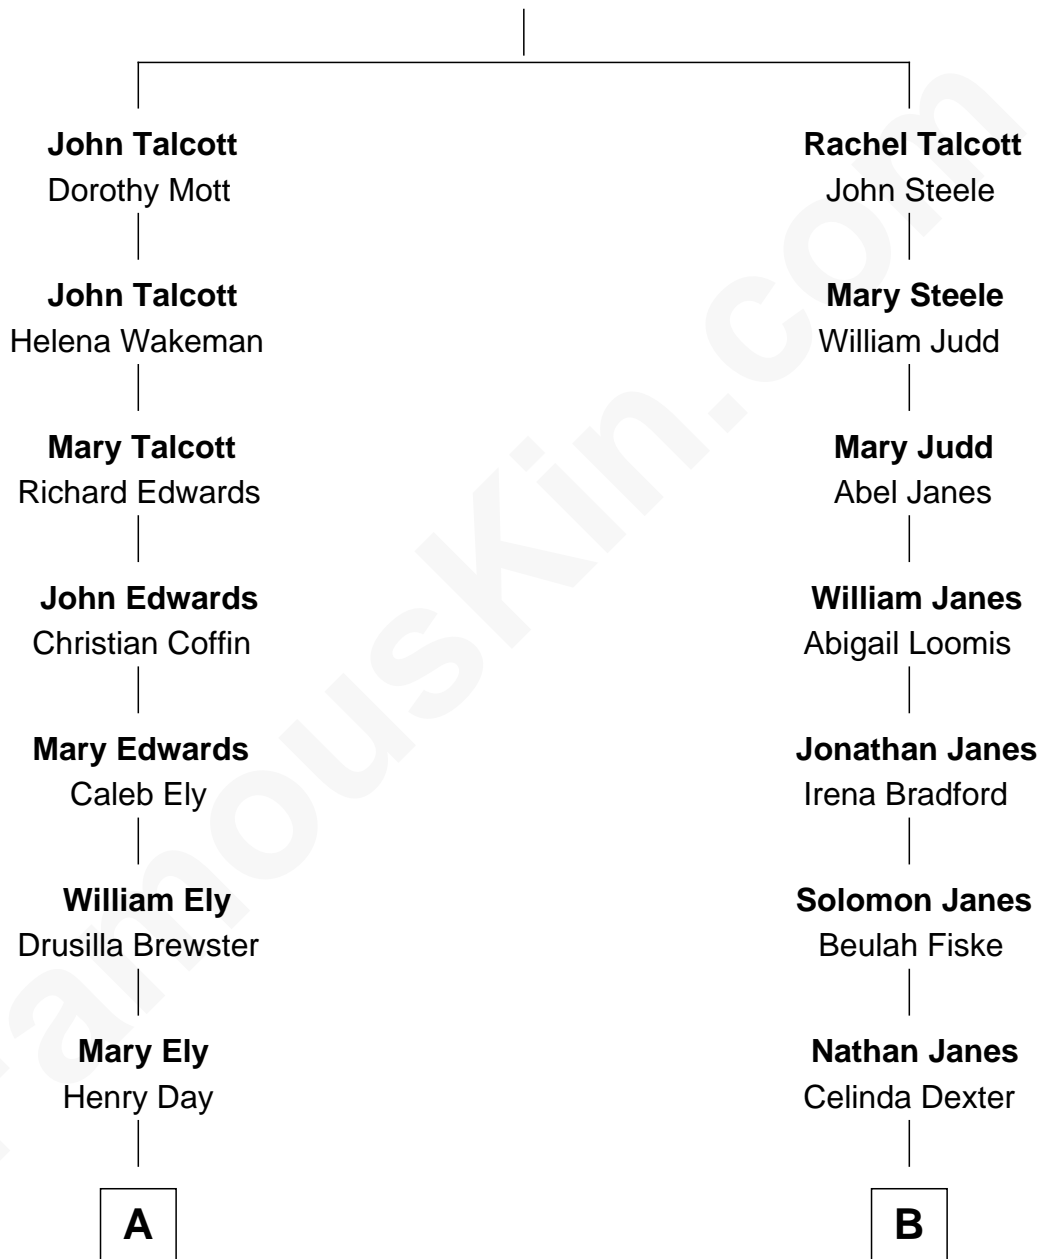 John Talcott
Dorothy Mott
John Talcott
Helena Wakeman
Mary Talcott
Richard Edwards
John Edwards
Christian Coffin
Mary Edwards
Caleb Ely
William Ely
Drusilla Brewster
Mary Ely
Henry Day
A
Rachel Talcott
John Steele
Mary Steele
William Judd
Mary Judd
Abel Janes
William Janes
Abigail Loomis
Jonathan Janes
Irena Bradford
Solomon Janes
Beulah Fiske
Nathan Janes
Celinda Dexter
B
FamousKin.com